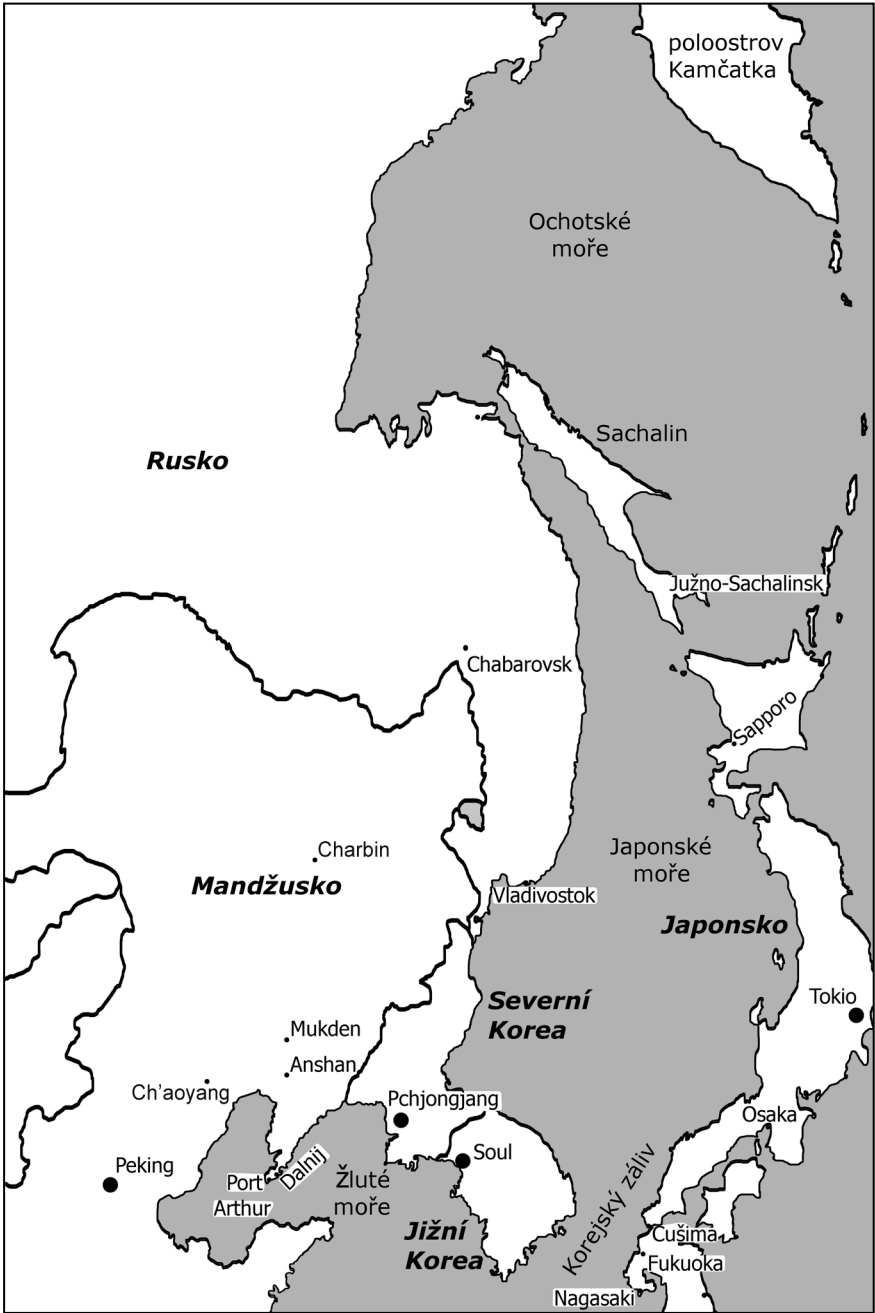 poloostrov
Kamčatka
Ochotské
moře
Sachalin
Rusko
Južno-Sachalinsk
Chabarovsk
Sapporo
Charbin
Japonské
moře
Mandžusko
Vladivostok
Japonsko
Severní
Korea
Tokio
Mukden
Anshan
Ch'aoyang
Pchjongjang
Osaka
Soul
Peking
Port
Arthur
Dalnij
Žluté
moře
Korejský záliv
Jižní
Korea
Cušima
Fukuoka
Nagasaki